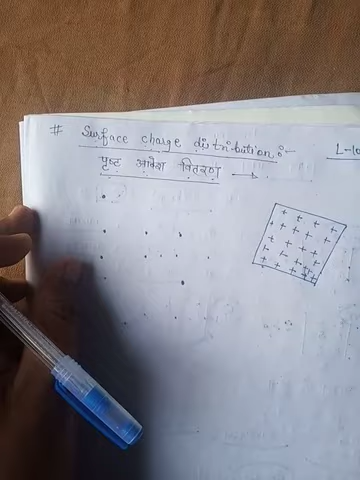 # Surface charge distribution :-
पृष्ट आवेश वितरण →